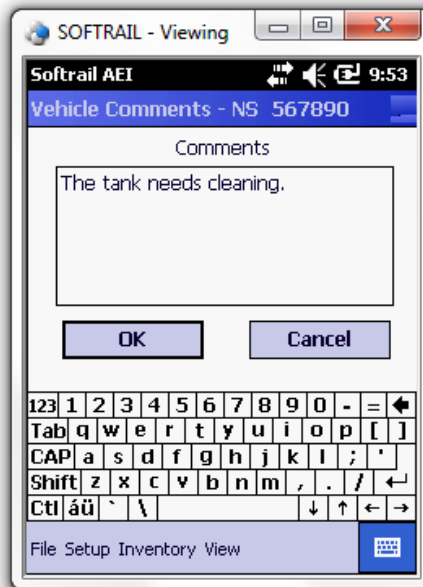 SOFTRAIL - Viewing
Softrail AEI 9:53
Vehicle Comments - NS 567890
Comments
The tank needs cleaning.
OK Cancel
123 1 2 3 4 5 6 7 8 9 0 - =
Tab q w e r t y u i o p [ ]
CAP a s d f g h j k l ; '
Shift z x c v b n m , . /
Ctl áü ` \ ↓ ↑ ← →
File Setup Inventory View